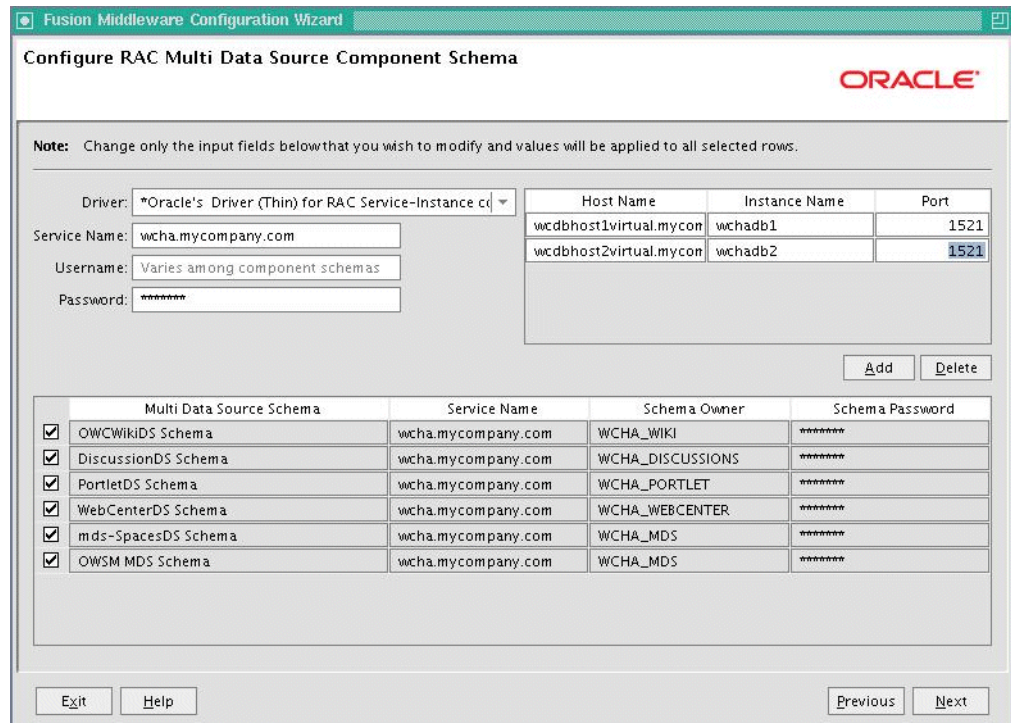 Fusion Middleware Configuration Wizard
Configure RAC Multi Data Source Component Schema
ORACLE
Note: Change only the input fields below that you wish to modify and values will be applied to all selected rows.
Driver: *Oracle's Driver (Thin) for RAC Service-Instance co
Service Name: wcha.mycompany.com
Username: Varies among component schemas
Password: *******
Host Name Instance Name Port
wcdbhost1virtual.mycom wchadb1 1521
wcdbhost2virtual.mycom wchadb2 1521
Add Delete
Multi Data Source Schema Service Name Schema Owner Schema Password
OWCWikiDS Schema wcha.mycompany.com WCHA_WIKI *******
DiscussionDS Schema wcha.mycompany.com WCHA_DISCUSSIONS *******
PortletDS Schema wcha.mycompany.com WCHA_PORTLET *******
WebCenterDS Schema wcha.mycompany.com WCHA_WEBCENTER *******
mds-SpacesDS Schema wcha.mycompany.com WCHA_MDS *******
OWSM MDS Schema wcha.mycompany.com WCHA_MDS *******
Exit Help Previous Next